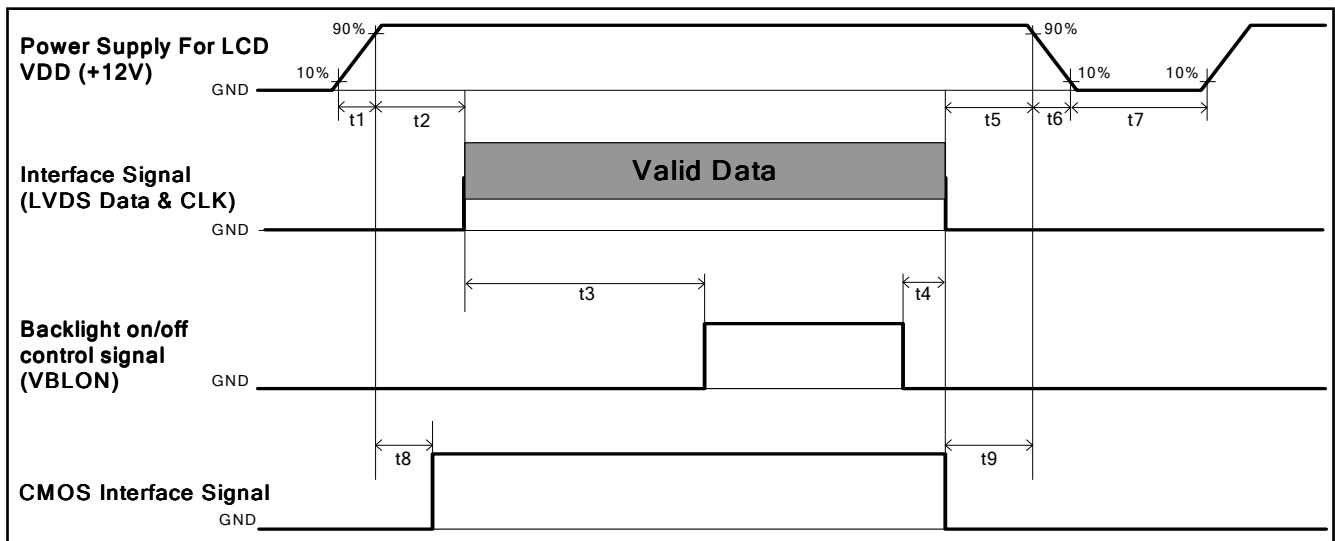 Power Supply For LCD
VDD (+12V)
90%
10%
GND
t1
t2
t5
t6
t7
90%
10%
10%
Interface Signal
(LVDS Data & CLK)
Valid Data
GND
t3
t4
Backlight on/off
control signal
(VBLON)
GND
t8
t9
CMOS Interface Signal
GND